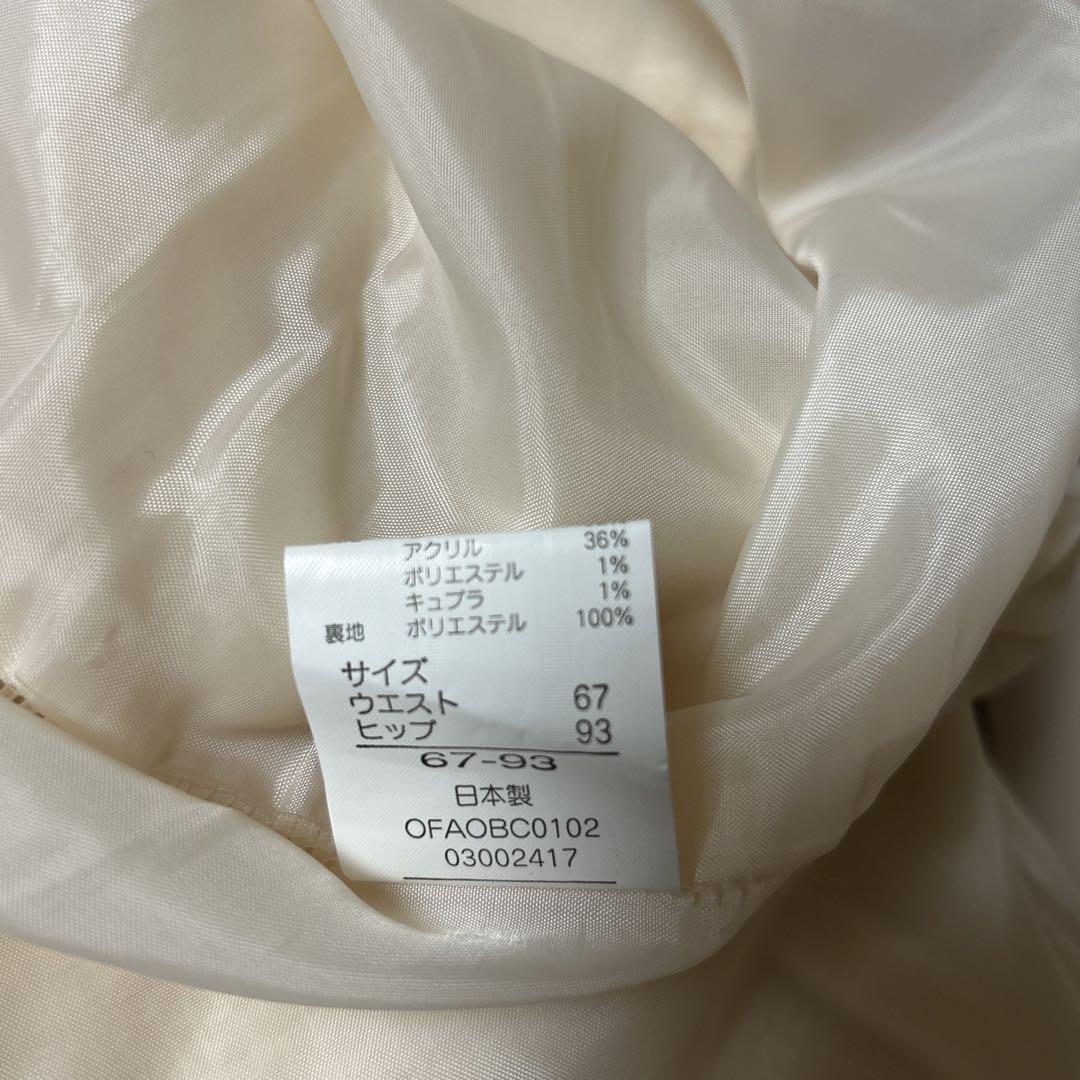 アクリル 36%
ポリエステル 1%
キュプラ 1%
裏地 ポリエステル 100%
サイズ
ウエスト 67
ヒップ 93
67-93
日本製
OFAOBC0102
03002417